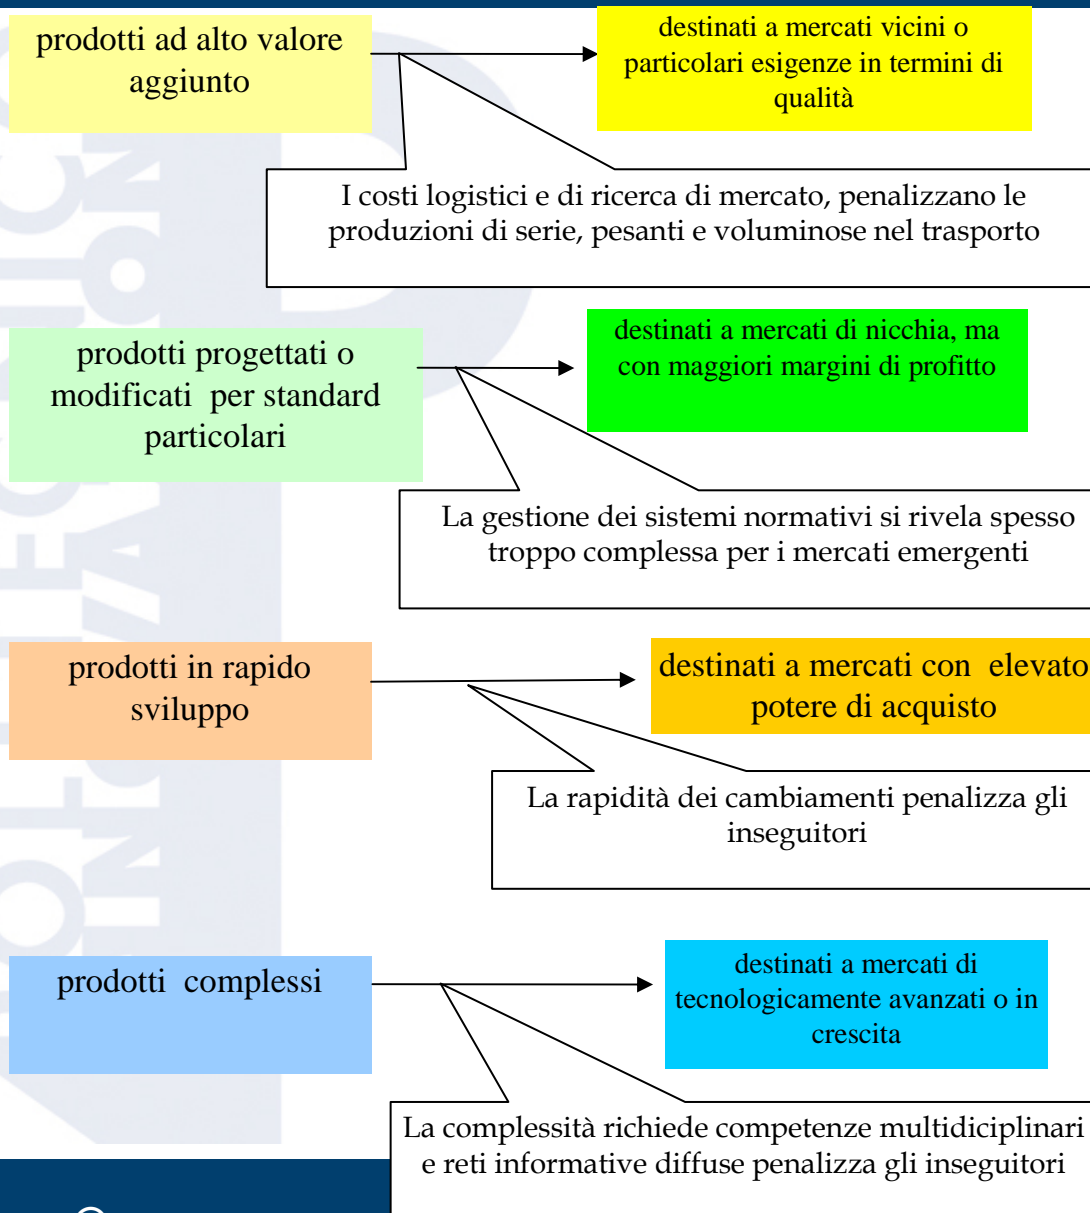 prodotti ad alto valore
aggiunto
destinati a mercati vicini o
particolari esigenze in termini di
qualità
I costi logistici e di ricerca di mercato, penalizzano le
produzioni di serie, pesanti e voluminose nel trasporto
prodotti progettati o
modificati per standard
particolari
destinati a mercati di nicchia, ma
con maggiori margini di profitto
La gestione dei sistemi normativi si rivela spesso
troppo complessa per i mercati emergenti
prodotti in rapido
sviluppo
destinati a mercati con elevato
potere di acquisto
La rapidità dei cambiamenti penalizza gli
inseguitori
prodotti complessi
destinati a mercati di
tecnologicamente avanzati o in
crescita
La complessità richiede competenze multidiciplinari
e reti informative diffuse penalizza gli inseguitori